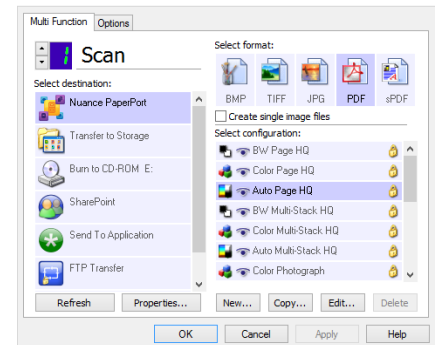 Multi Function
Options
1 Scan
Select destination:
Nuance PaperPort
Transfer to Storage
Burn to CD-ROM E:
SharePoint
Send To Application
FTP Transfer
Refresh
Properties...
Select format:
BMP TIFF JPG PDF sPDF
Create single image files
Select configuration:
BW Page HQ
Color Page HQ
Auto Page HQ
BW Multi-Stack HQ
Color Multi-Stack HQ
Auto Multi-Stack HQ
Color Photograph
New... Copy... Edit... Delete
OK Cancel Apply Help